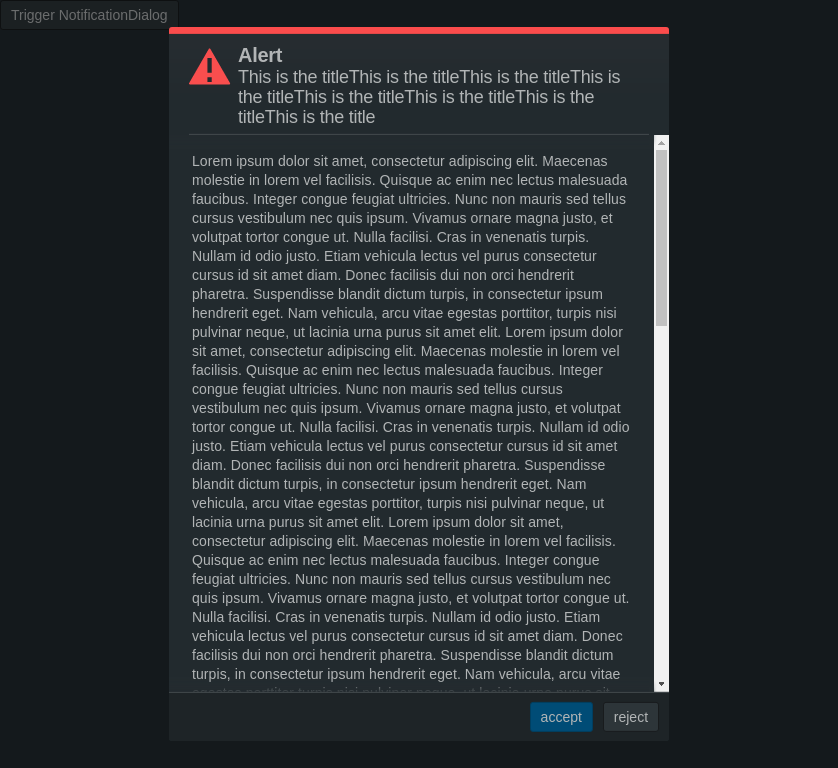 Trigger NotificationDialog
Alert
This is the titleThis is the titleThis is the titleThis is
the titleThis is the titleThis is the titleThis is the
titleThis is the title
Lorem ipsum dolor sit amet, consectetur adipiscing elit. Maecenas
molestie in lorem vel facilisis. Quisque ac enim nec lectus malesuada
faucibus. Integer congue feugiat ultricies. Nunc non mauris sed tellus
cursus vestibulum nec quis ipsum. Vivamus ornare magna justo, et
volutpat tortor congue ut. Nulla facilisi. Cras in venenatis turpis.
Nullam id odio justo. Etiam vehicula lectus vel purus consectetur
cursus id sit amet diam. Donec facilisis dui non orci hendrerit
pharetra. Suspendisse blandit dictum turpis, in consectetur ipsum
hendrerit eget. Nam vehicula, arcu vitae egestas porttitor, turpis nisi
pulvinar neque, ut lacinia urna purus sit amet elit. Lorem ipsum dolor
sit amet, consectetur adipiscing elit. Maecenas molestie in lorem vel
facilisis. Quisque ac enim nec lectus malesuada faucibus. Integer
congue feugiat ultricies. Nunc non mauris sed tellus cursus
vestibulum nec quis ipsum. Vivamus ornare magna justo, et volutpat
tortor congue ut. Nulla facilisi. Cras in venenatis turpis. Nullam id odio
justo. Etiam vehicula lectus vel purus consectetur cursus id sit amet
diam. Donec facilisis dui non orci hendrerit pharetra. Suspendisse
blandit dictum turpis, in consectetur ipsum hendrerit eget. Nam
vehicula, arcu vitae egestas porttitor, turpis nisi pulvinar neque, ut
lacinia urna purus sit amet elit. Lorem ipsum dolor sit amet,
consectetur adipiscing elit. Maecenas molestie in lorem vel facilisis.
Quisque ac enim nec lectus malesuada faucibus. Integer congue
feugiat ultricies. Nunc non mauris sed tellus cursus vestibulum nec
quis ipsum. Vivamus ornare magna justo, et volutpat tortor congue ut.
Nulla facilisi. Cras in venenatis turpis. Nullam id odio justo. Etiam
vehicula lectus vel purus consectetur cursus id sit amet diam. Donec
facilisis dui non orci hendrerit pharetra. Suspendisse blandit dictum
turpis, in consectetur ipsum hendrerit eget. Nam vehicula, arcu vitae
accept
reject